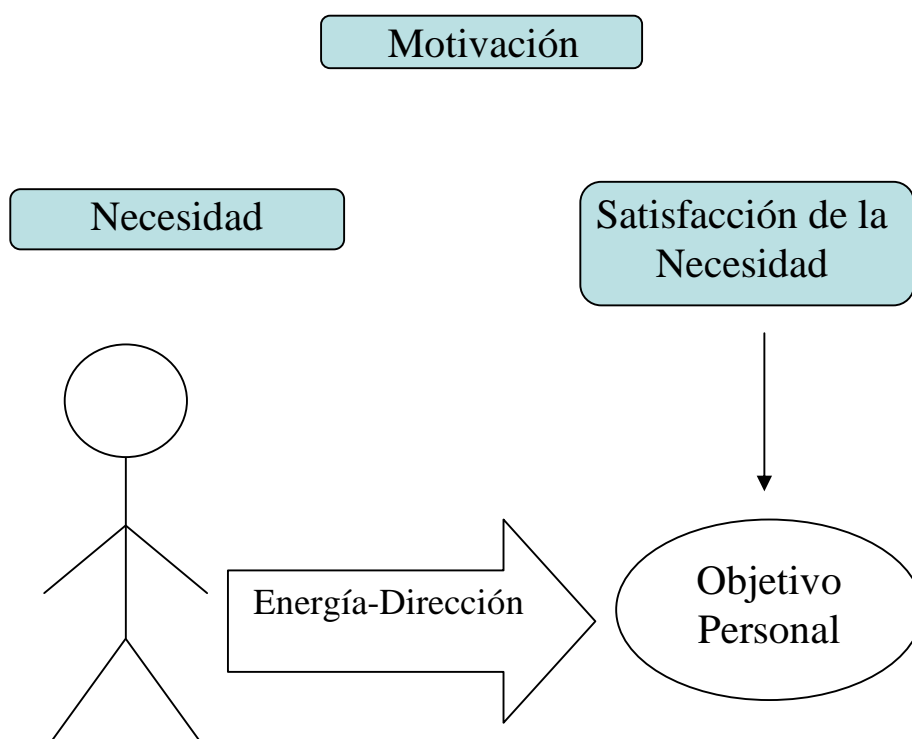 Motivación
Necesidad
Satisfacción de la
Necesidad
Energía-Dirección
Objetivo
Personal